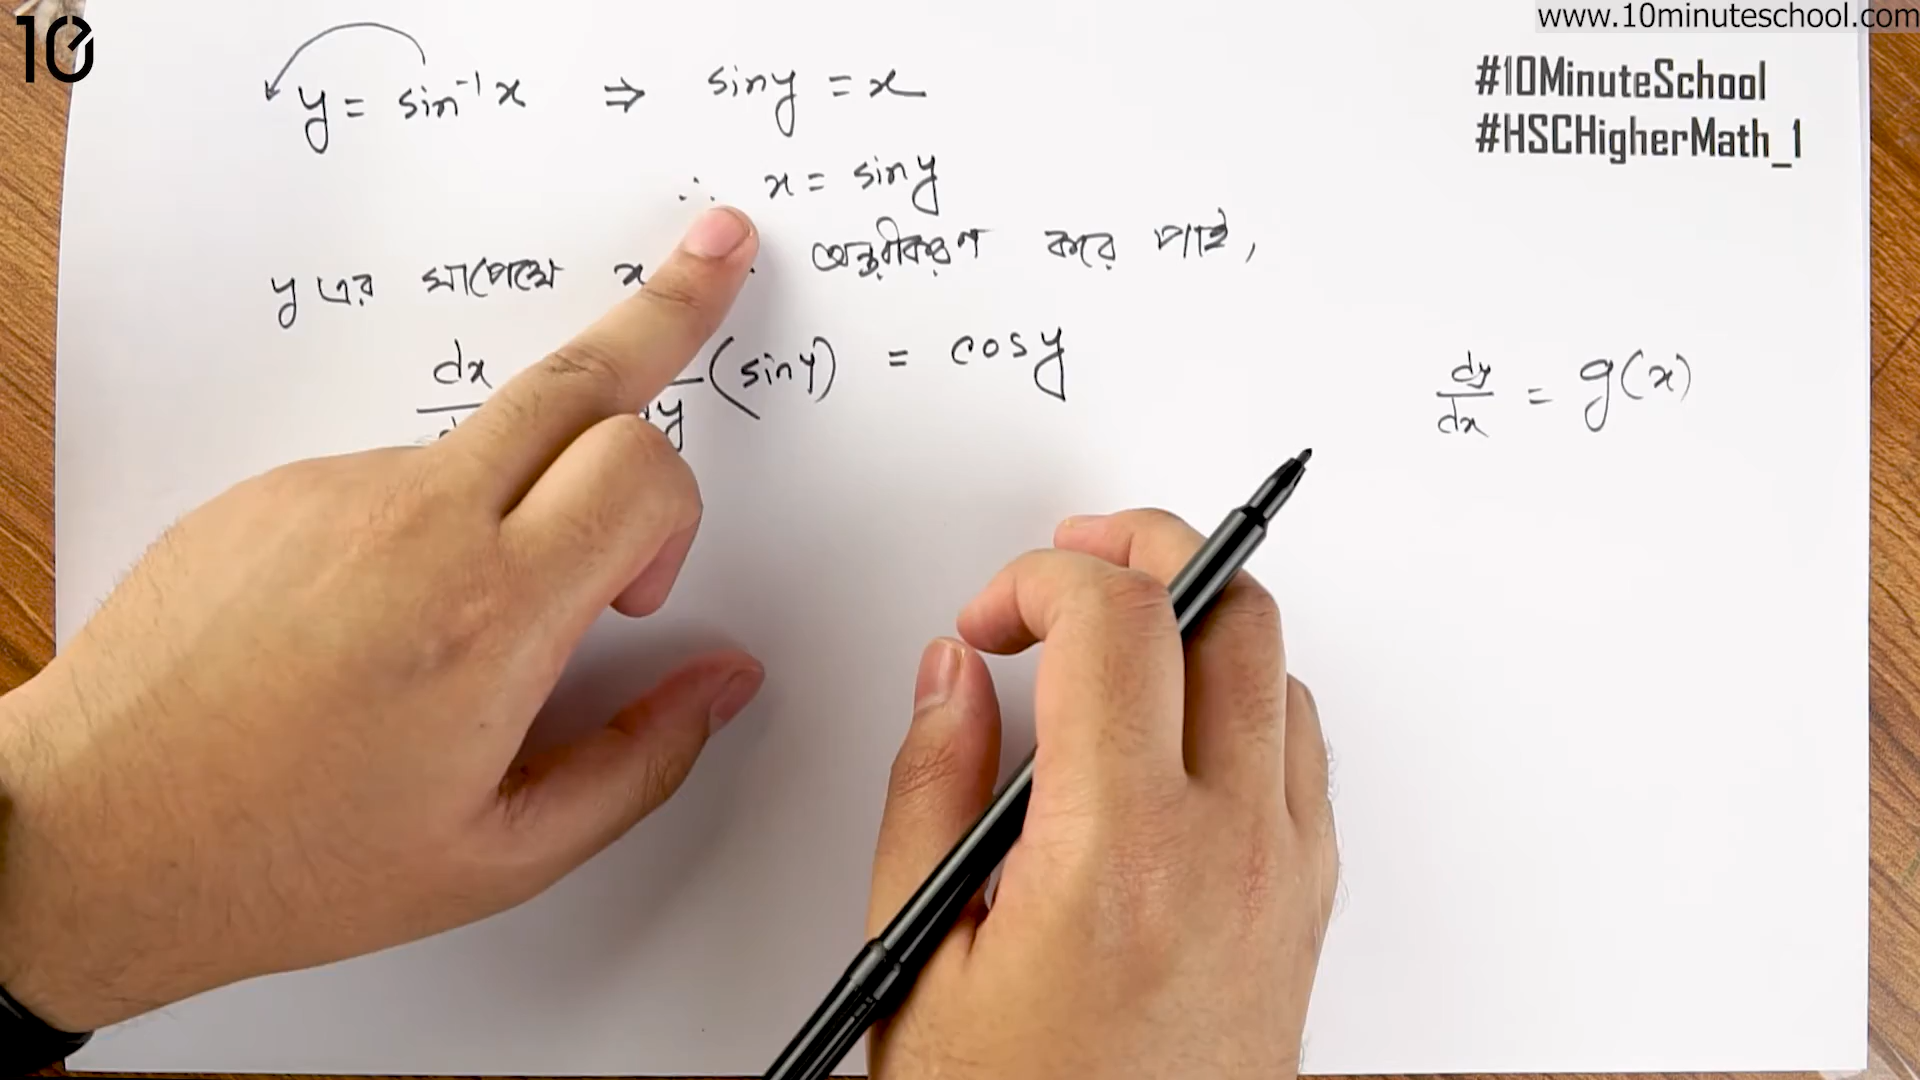 10
www.10minuteschool.com
#10MinuteSchool
#HSCHigherMath_1
y = sin⁻¹x ⇒ siny = x
∴ x = siny
y এর সাপেক্ষে x অন্তরীকরণ করে পাই,
dx (siny) = cosy
dy/dx = g(x)